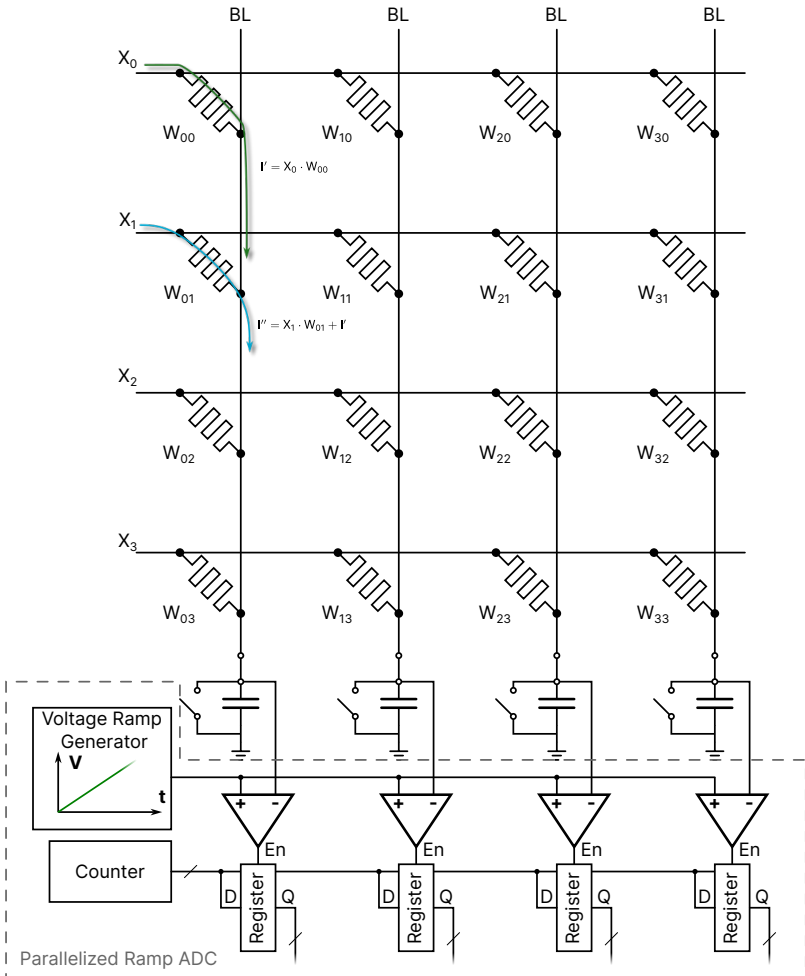 BL BL BL BL
X0
W00 W10 W20 W30
I′ = X0 · W00
X1
W01 W11 W21 W31
I″ = X1 · W01 + I′
X2
W02 W12 W22 W32
X3
W03 W13 W23 W33
Voltage Ramp
Generator
V
t
+ - + - + - + -
En En En En
Counter
D Q D Q D Q D Q
Register Register Register Register
Parallelized Ramp ADC